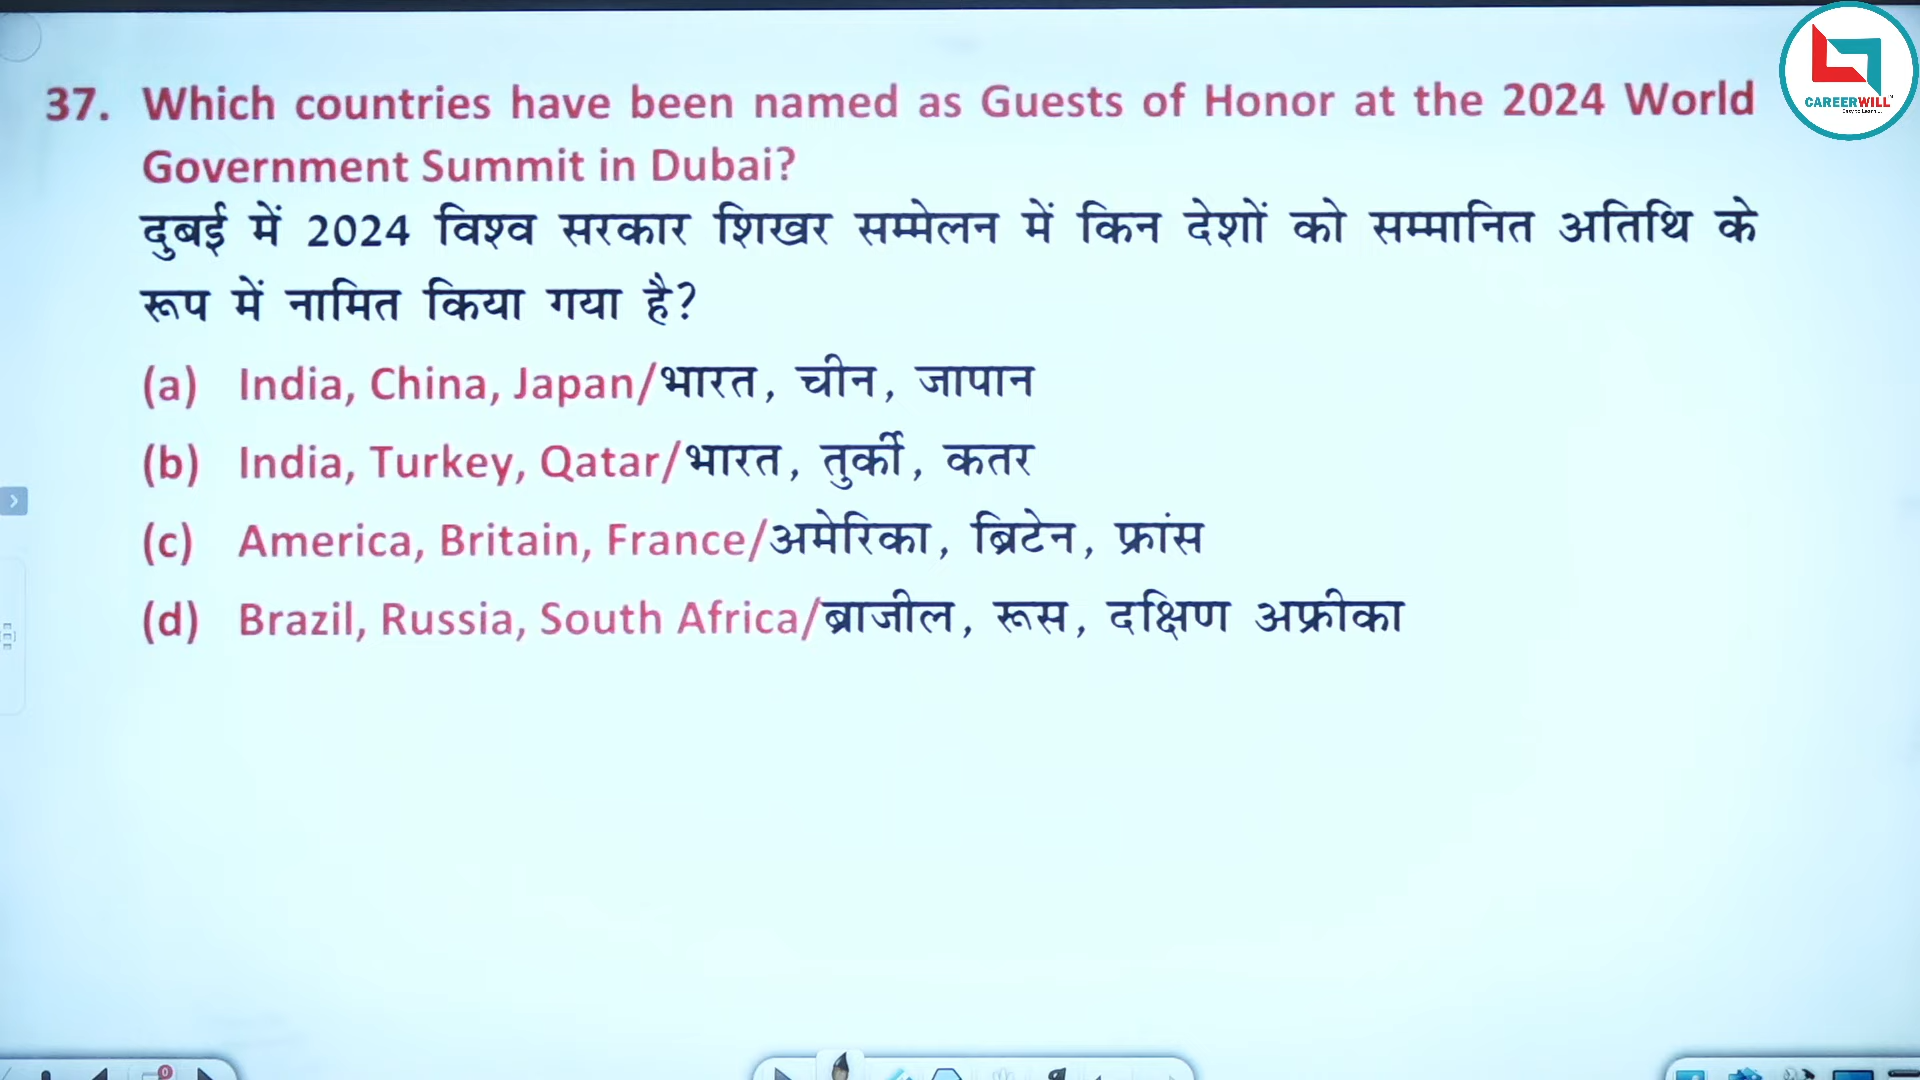 CAREERWILL
37. Which countries have been named as Guests of Honor at the 2024 World
Government Summit in Dubai?
दुबई में 2024 विश्व सरकार शिखर सम्मेलन में किन देशों को सम्मानित अतिथि के
रूप में नामित किया गया है?
(a) India, China, Japan/भारत, चीन, जापान
(b) India, Turkey, Qatar/भारत, तुर्की, कतर
(c) America, Britain, France/अमेरिका, ब्रिटेन, फ्रांस
(d) Brazil, Russia, South Africa/ब्राजील, रूस, दक्षिण अफ्रीका
0